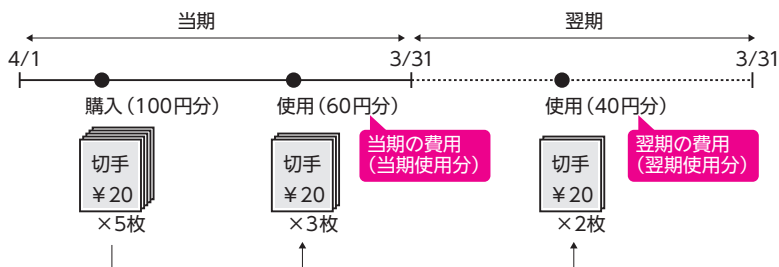 当期
翌期
4/1
3/31
3/31
購入（100円分）
使用（60円分）
使用（40円分）
当期の費用
（当期使用分）
翌期の費用
（翌期使用分）
切手
￥20
×5枚
切手
￥20
×3枚
切手
￥20
×2枚